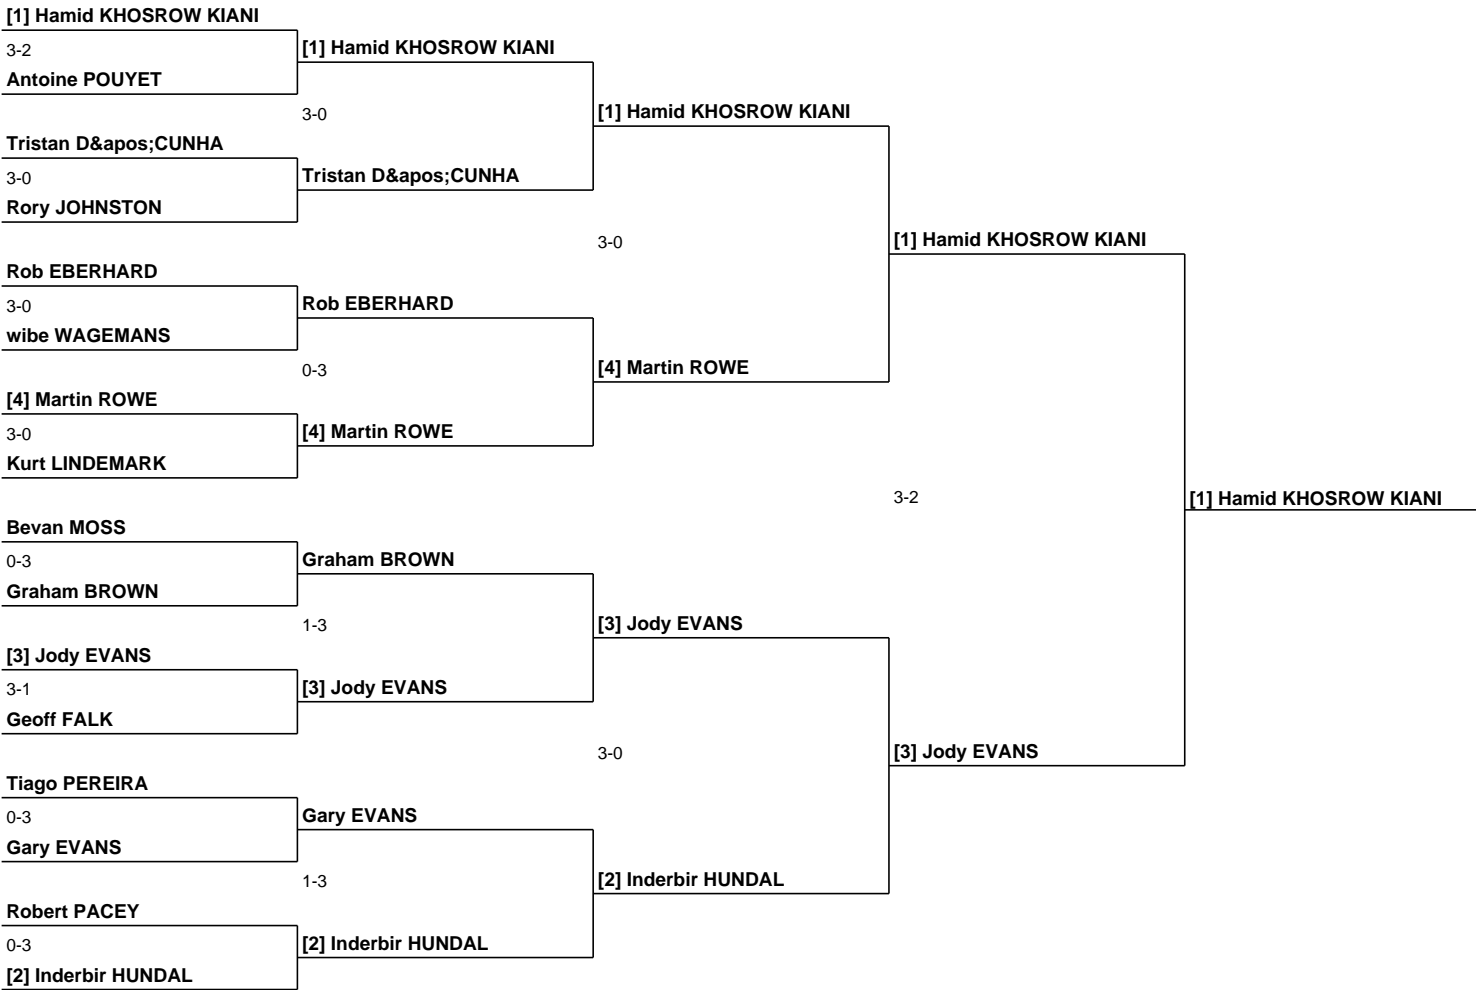 [1] Hamid KHOSROW KIANI
3-2
Antoine POUYET
Tristan D&apos;CUNHA
3-0
Rory JOHNSTON
Rob EBERHARD
3-0
wibe WAGEMANS
[4] Martin ROWE
3-0
Kurt LINDEMARK
Bevan MOSS
0-3
Graham BROWN
[3] Jody EVANS
3-1
Geoff FALK
Tiago PEREIRA
0-3
Gary EVANS
Robert PACEY
0-3
[2] Inderbir HUNDAL
[1] Hamid KHOSROW KIANI
3-0
Tristan D&apos;CUNHA
Rob EBERHARD
0-3
[4] Martin ROWE
Graham BROWN
1-3
[3] Jody EVANS
Gary EVANS
1-3
[2] Inderbir HUNDAL
[1] Hamid KHOSROW KIANI
3-0
[4] Martin ROWE
[3] Jody EVANS
3-0
[2] Inderbir HUNDAL
[1] Hamid KHOSROW KIANI
3-2
[3] Jody EVANS
[1] Hamid KHOSROW KIANI